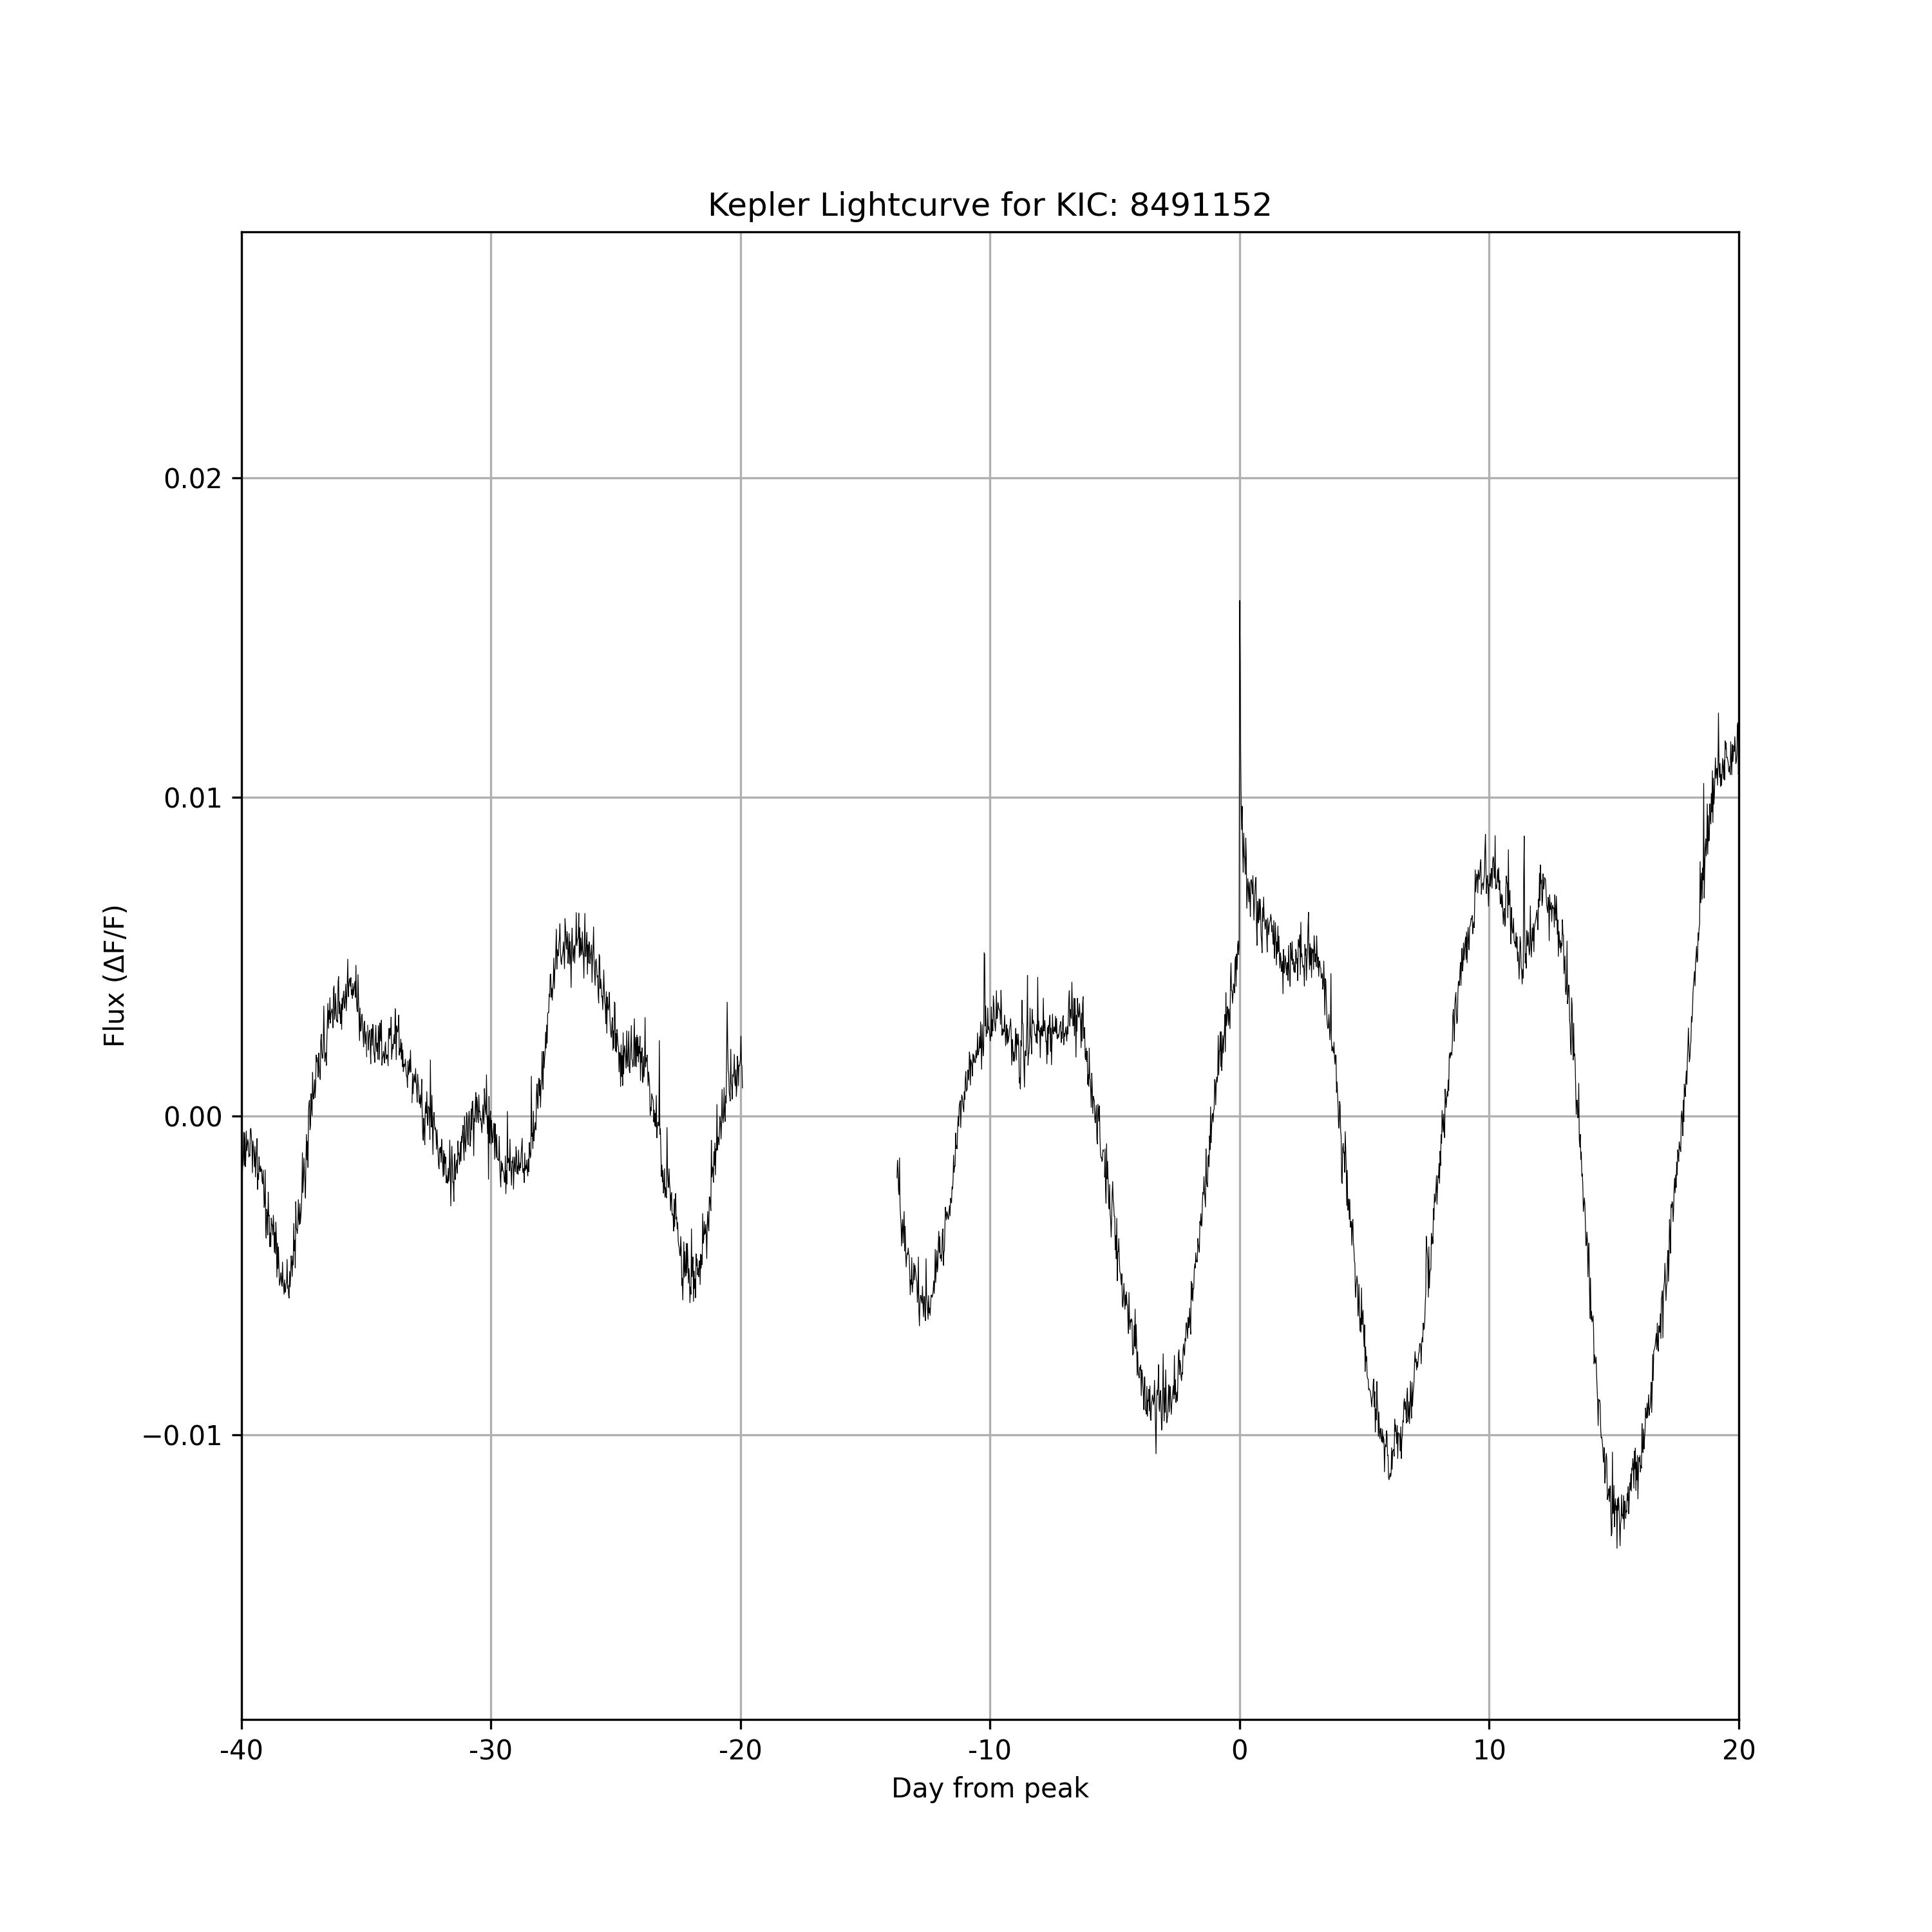 Kepler Lightcurve for KIC: 8491152
Flux (ΔF/F)
0.02
0.01
0.00
−0.01
-40 -30 -20 -10 0 10 20
Day from peak